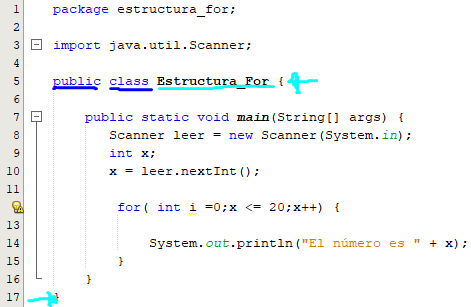 1 package estructura_for;
2
3 import java.util.Scanner;
4
5 public class Estructura_For {
6
7 public static void main(String[] args) {
8 Scanner leer = new Scanner(System.in);
9 int x;
10 x = leer.nextInt();
11
for( int i =0;x <= 20;x++) {
13
14 System.out.println("El número es " + x);
15 }
16 }
17 }